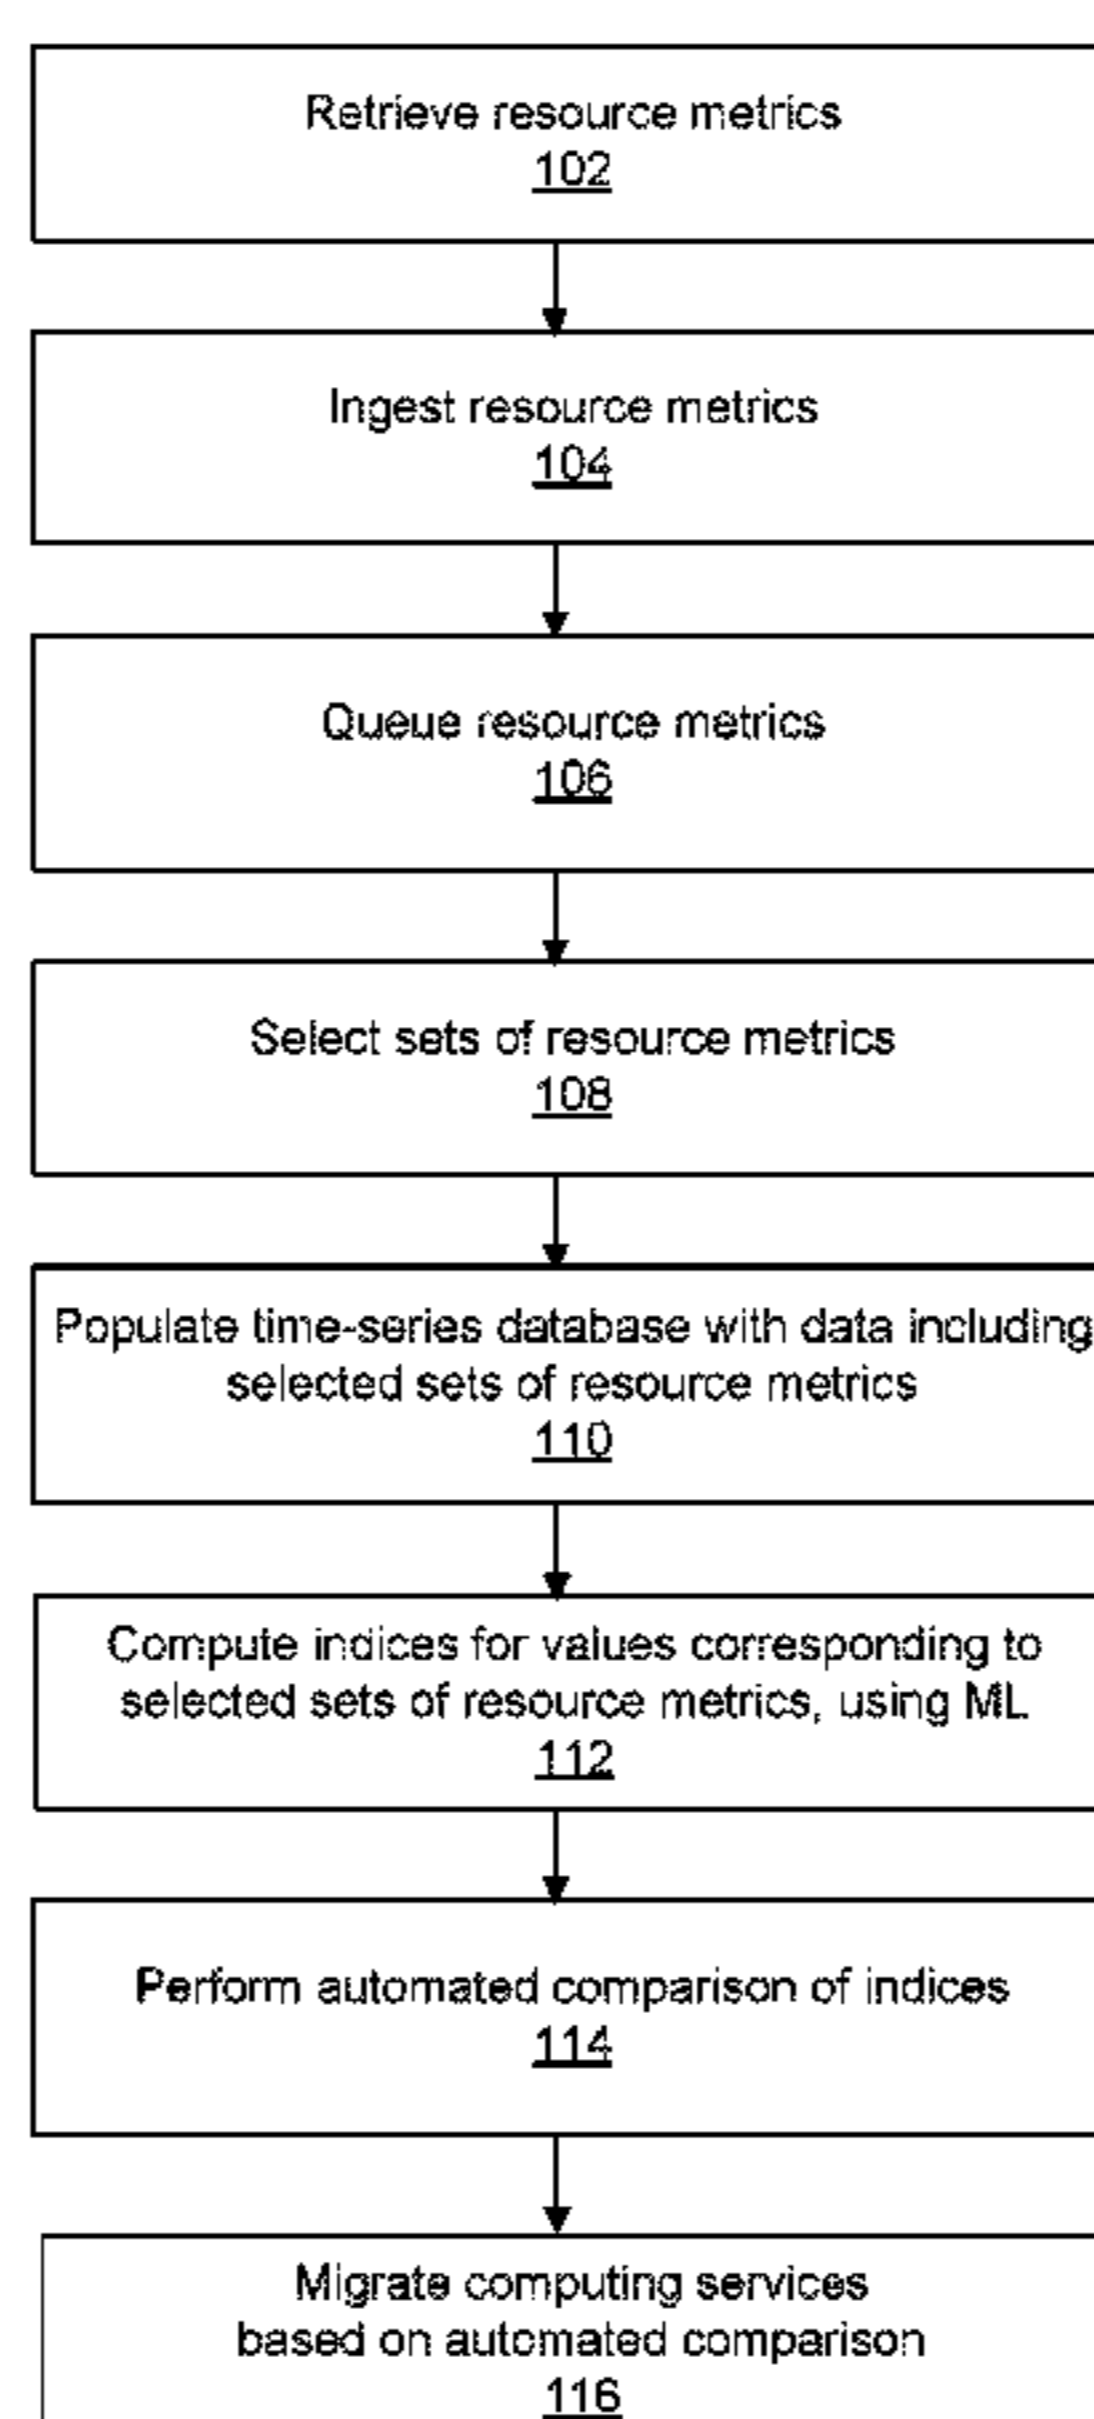 Retrieve resource metrics
102
Ingest resource metrics
104
Queue resource metrics
106
Select sets of resource metrics
108
Populate time-series database with data including
selected sets of resource metrics
110
Compute indices for values corresponding to
selected sets of resource metrics, using ML
112
Perform automated comparison of indices
114
Migrate computing services
based on automated comparison
116